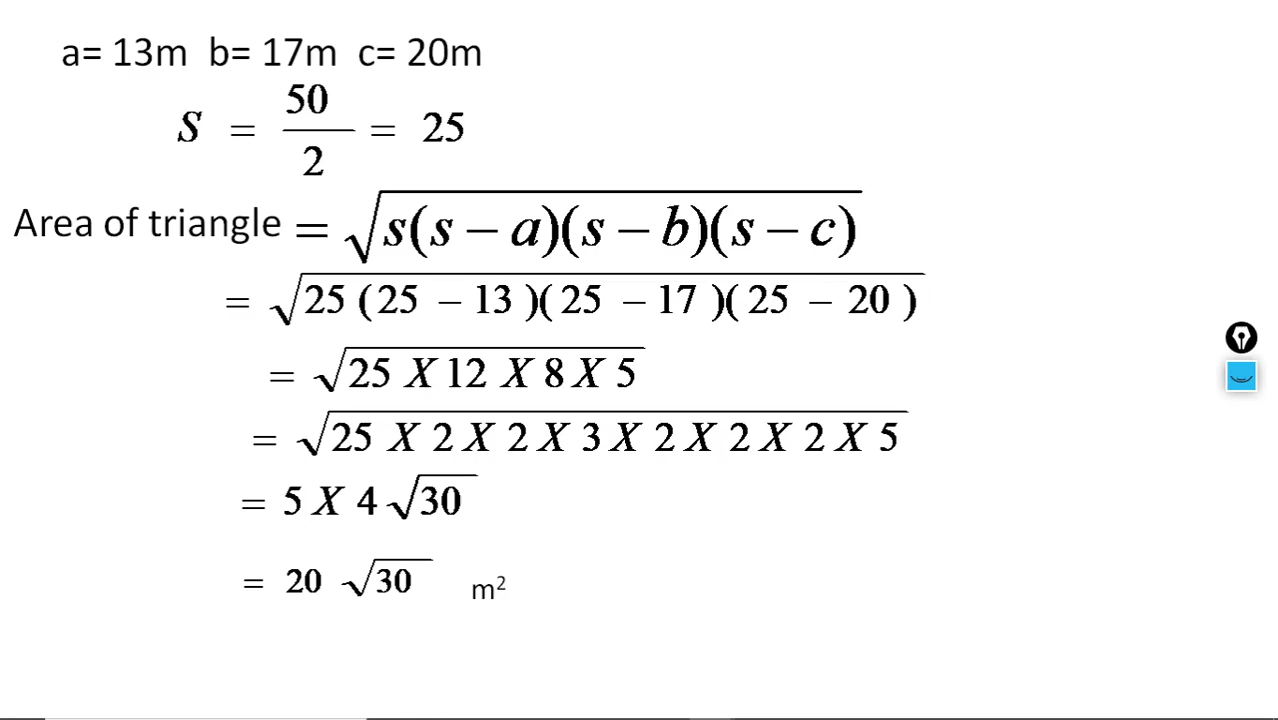 a= 13m b= 17m c= 20m
S = 50/2 = 25
Area of triangle = √s(s − a)(s − b)(s − c)
= √25 (25 − 13 )( 25 − 17 )( 25 − 20 )
= √25 X 12 X 8 X 5
= √25 X 2 X 2 X 3 X 2 X 2 X 2 X 5
= 5 X 4 √30
= 20 √30 m²